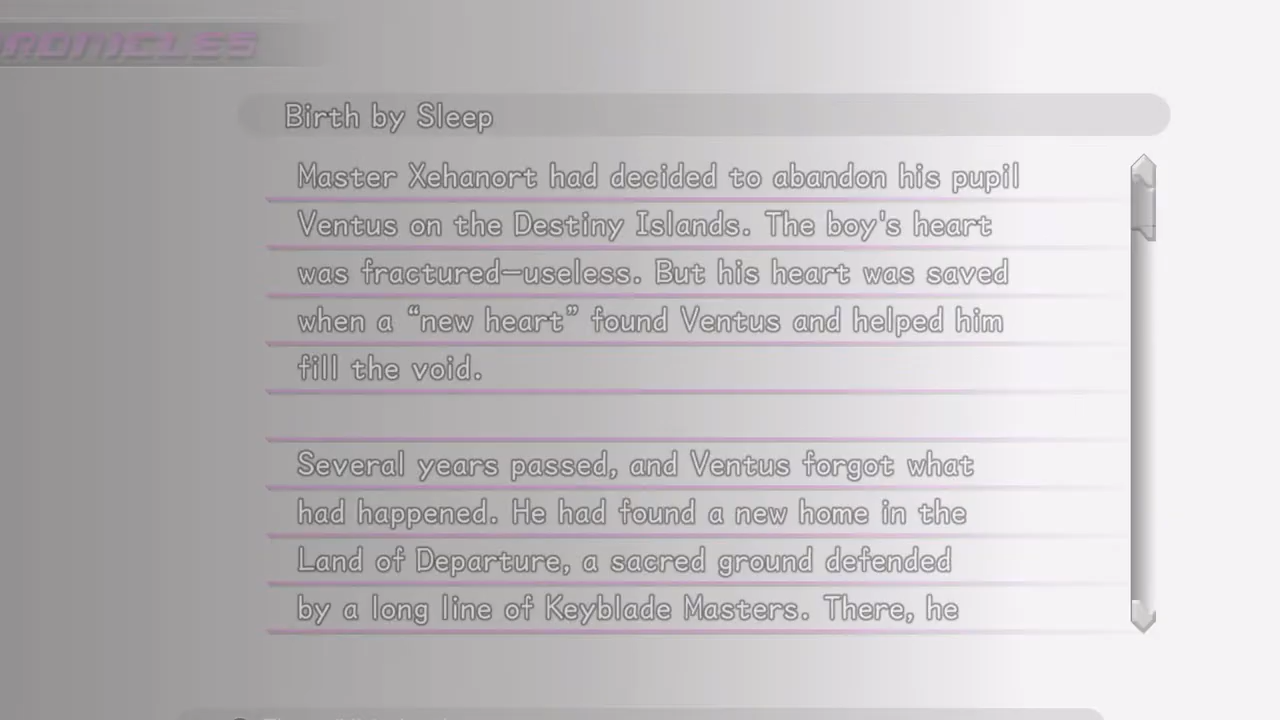 Birth by Sleep
Master Xehanort had decided to abandon his pupil
Ventus on the Destiny Islands. The boy's heart
was fractured—useless. But his heart was saved
when a “new heart” found Ventus and helped him
fill the void.
Several years passed, and Ventus forgot what
had happened. He had found a new home in the
Land of Departure, a sacred ground defended
by a long line of Keyblade Masters. There, he